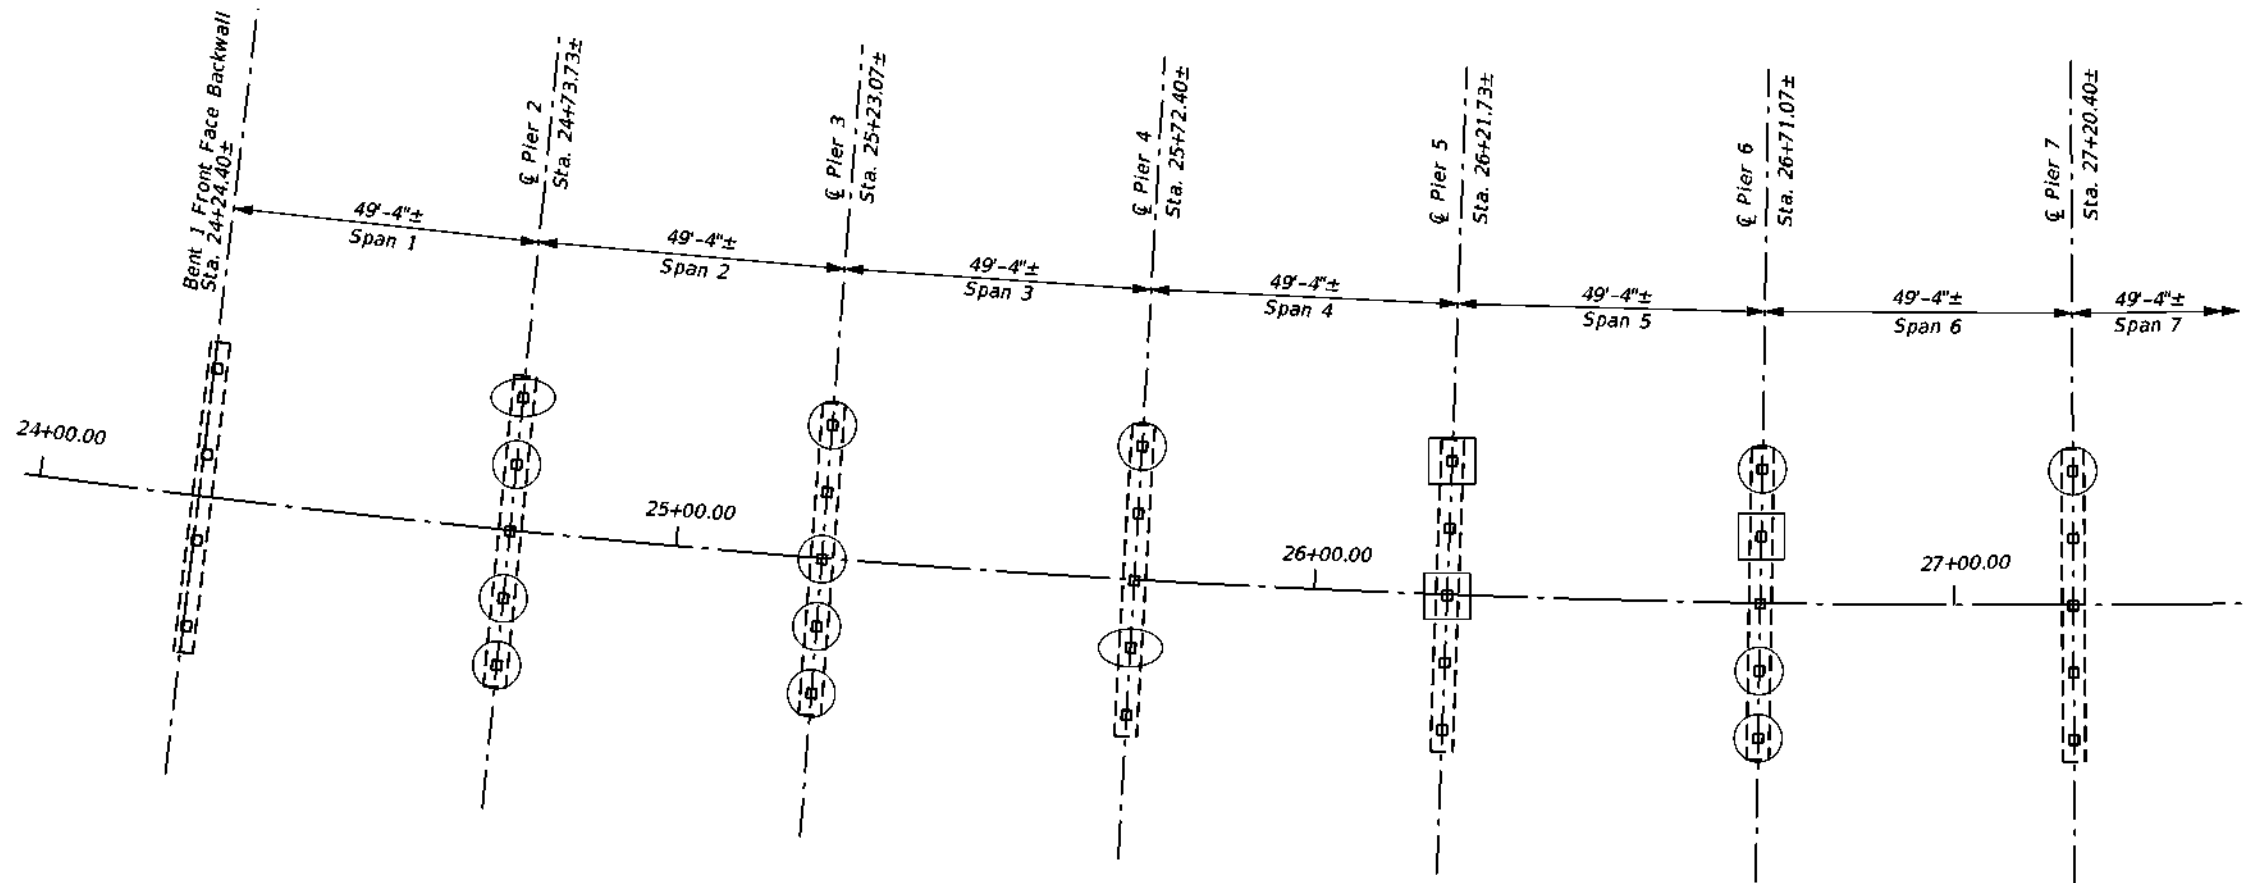 Bent 1 Front Face Backwall
Sta. 24+24.40±
℄ Pier 2
Sta. 24+73.73±
℄ Pier 3
Sta. 25+23.07±
℄ Pier 4
Sta. 25+72.40±
℄ Pier 5
Sta. 26+21.73±
℄ Pier 6
Sta. 26+71.07±
℄ Pier 7
Sta. 27+20.40±
49'-4"±
Span 1
49'-4"±
Span 2
49'-4"±
Span 3
49'-4"±
Span 4
49'-4"±
Span 5
49'-4"±
Span 6
49'-4"±
Span 7
24+00.00
25+00.00
26+00.00
27+00.00